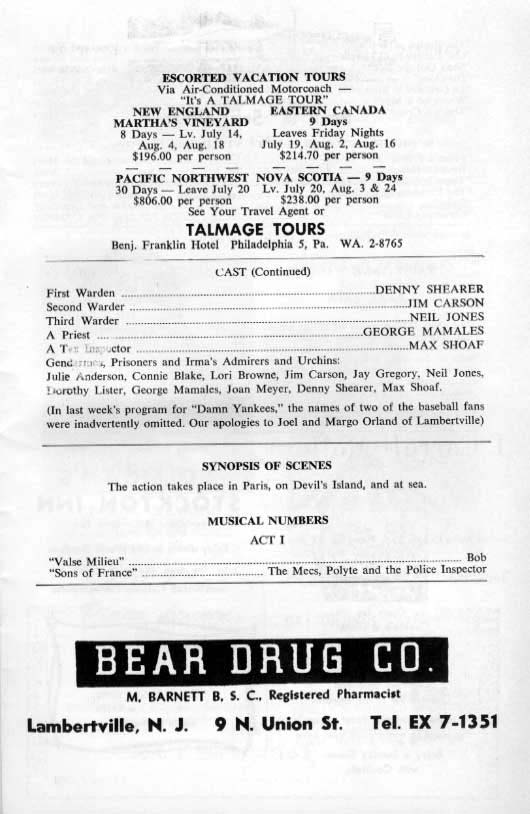 ESCORTED VACATION TOURS
Via Air-Conditioned Motorcoach —
"It's A TALMAGE TOUR"
NEW ENGLAND
MARTHA'S VINEYARD
8 Days — Lv. July 14,
Aug. 4, Aug. 18
$196.00 per person
EASTERN CANADA
9 Days
Leaves Friday Nights
July 19, Aug. 2, Aug. 16
$214.70 per person
PACIFIC NORTHWEST
30 Days — Leave July 20
$806.00 per person
NOVA SCOTIA — 9 Days
Lv. July 20, Aug. 3 & 24
$238.00 per person
See Your Travel Agent or
TALMAGE TOURS
Benj. Franklin Hotel Philadelphia 5, Pa. WA. 2-8765
CAST (Continued)
First Warden ... DENNY SHEARER
Second Warder ... JIM CARSON
Third Warder ... NEIL JONES
A Priest ... GEORGE MAMALES
A Tax Inspector ... MAX SHOAF
Gendarmes, Prisoners and Irma's Admirers and Urchins:
Julie Anderson, Connie Blake, Lori Browne, Jim Carson, Jay Gregory, Neil Jones,
Dorothy Lister, George Mamales, Joan Meyer, Denny Shearer, Max Shoaf.
(In last week's program for "Damn Yankees," the names of two of the baseball fans
were inadvertently omitted. Our apologies to Joel and Margo Orland of Lambertville)
SYNOPSIS OF SCENES
The action takes place in Paris, on Devil's Island, and at sea.
MUSICAL NUMBERS
ACT I
"Valse Milieu" ... Bob
"Sons of France" ... The Mecs, Polyte and the Police Inspector
BEAR DRUG CO.
M. BARNETT B. S. C., Registered Pharmacist
Lambertville, N. J. 9 N. Union St. Tel. EX 7-1351